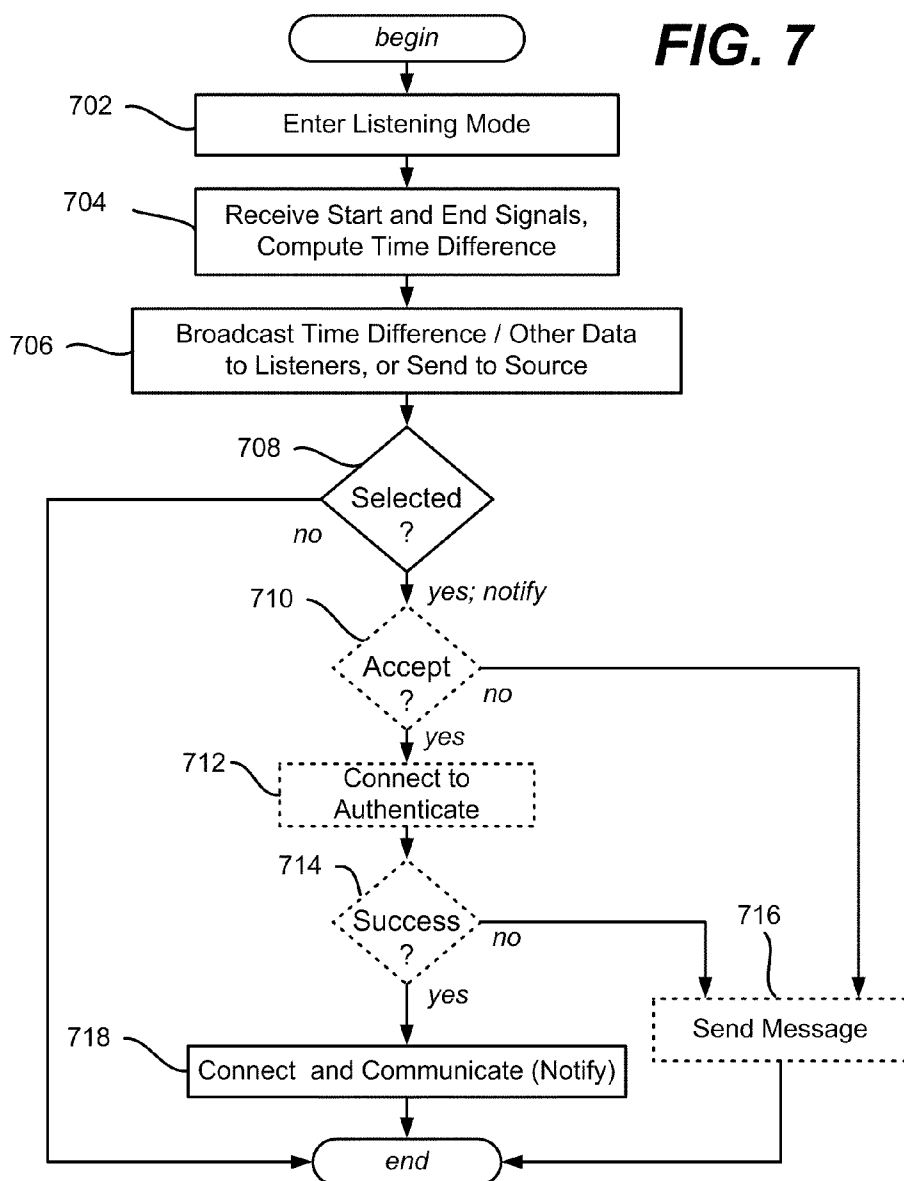 begin
FIG. 7
702
Enter Listening Mode
704
Receive Start and End Signals,
Compute Time Difference
706
Broadcast Time Difference / Other Data
to Listeners, or Send to Source
708
Selected
?
no
yes; notify
710
Accept
?
no
yes
712
Connect to
Authenticate
714
Success
?
no
716
yes
Send Message
718
Connect and Communicate (Notify)
end